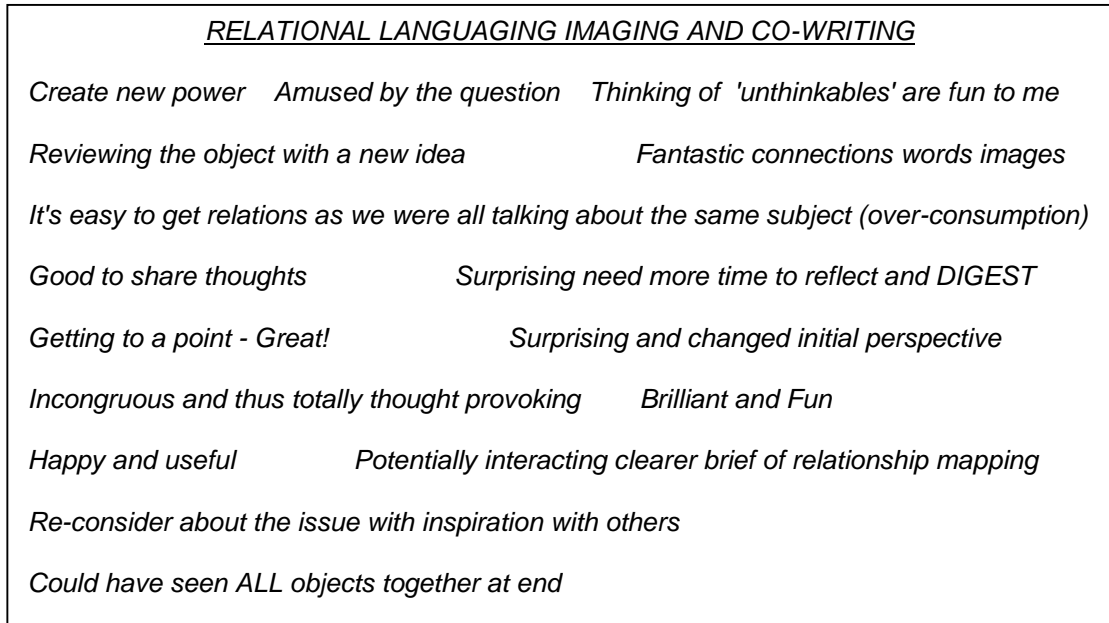 RELATIONAL LANGUAGING IMAGING AND CO-WRITING
Create new power Amused by the question Thinking of 'unthinkables' are fun to me
Reviewing the object with a new idea Fantastic connections words images
It's easy to get relations as we were all talking about the same subject (over-consumption)
Good to share thoughts Surprising need more time to reflect and DIGEST
Getting to a point - Great! Surprising and changed initial perspective
Incongruous and thus totally thought provoking Brilliant and Fun
Happy and useful Potentially interacting clearer brief of relationship mapping
Re-consider about the issue with inspiration with others
Could have seen ALL objects together at end